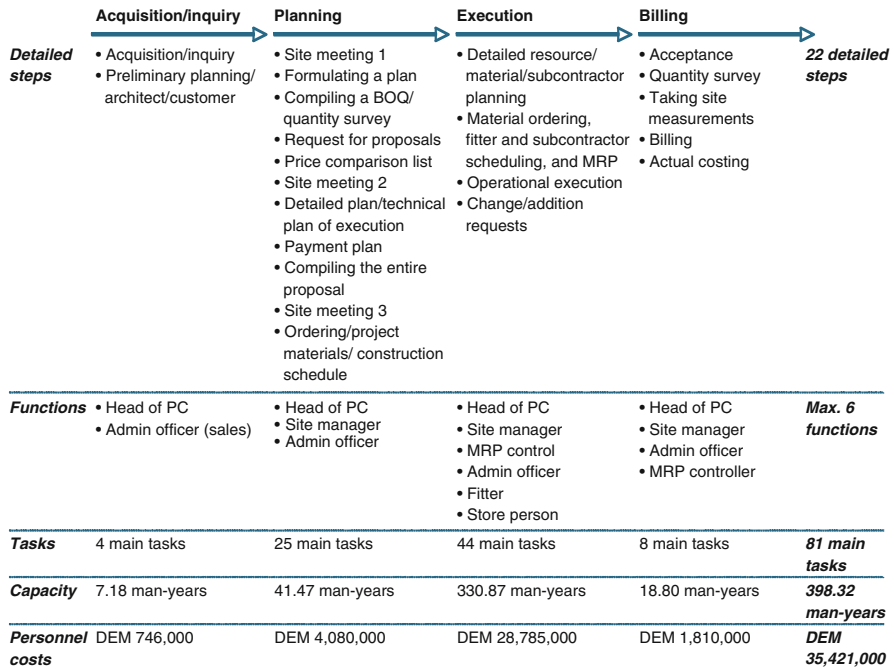 Acquisition/inquiry
Planning
Execution
Billing
Detailed
steps
• Acquisition/inquiry
• Preliminary planning/
architect/customer
• Site meeting 1
• Formulating a plan
• Compiling a BOQ/
quantity survey
• Request for proposals
• Price comparison list
• Site meeting 2
• Detailed plan/technical
plan of execution
• Payment plan
• Compiling the entire
proposal
• Site meeting 3
• Ordering/project
materials/ construction
schedule
• Detailed resource/
material/subcontractor
planning
• Material ordering,
fitter and subcontractor
scheduling, and MRP
• Operational execution
• Change/addition
requests
• Acceptance
• Quantity survey
• Taking site
measurements
• Billing
• Actual costing
22 detailed
steps
Functions
• Head of PC
• Admin officer (sales)
• Head of PC
• Site manager
• Admin officer
• Head of PC
• Site manager
• MRP control
• Admin officer
• Fitter
• Store person
• Head of PC
• Site manager
• Admin officer
• MRP controller
Max. 6
functions
Tasks
4 main tasks
25 main tasks
44 main tasks
8 main tasks
81 main
tasks
Capacity
7.18 man-years
41.47 man-years
330.87 man-years
18.80 man-years
398.32
man-years
Personnel
costs
DEM 746,000
DEM 4,080,000
DEM 28,785,000
DEM 1,810,000
DEM
35,421,000